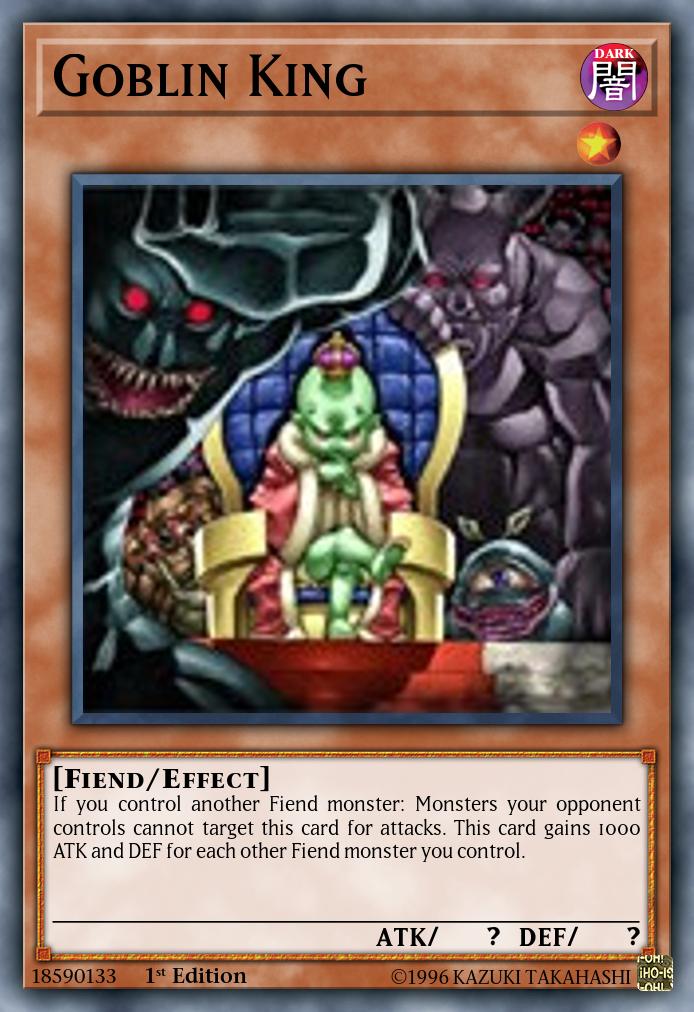 Goblin King
DARK
闇
[Fiend/Effect]
If you control another Fiend monster: Monsters your opponent
controls cannot target this card for attacks. This card gains 1000
ATK and DEF for each other Fiend monster you control.
ATK/ ? DEF/ ?
18590133 1st Edition ©1996 KAZUKI TAKAHASHI